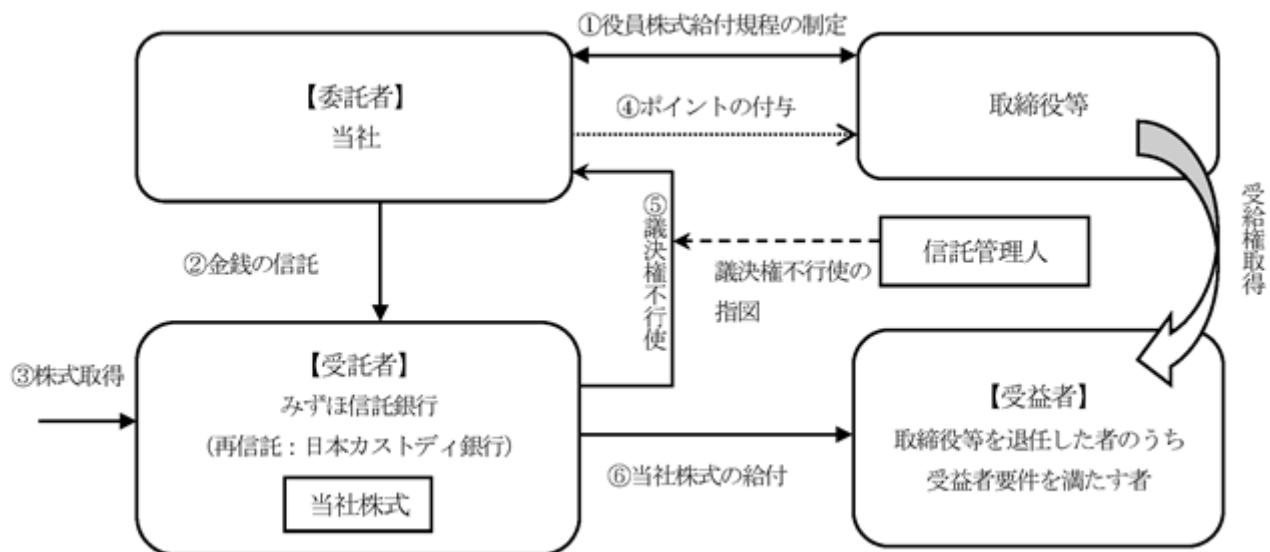 ①役員株式給付規程の制定
【委託者】
当社
④ポイントの付与
取締役等
②金銭の信託
⑤議決権不行使
信託管理人
議決権不行使の
指図
受給権取得
③株式取得
【受託者】
みずほ信託銀行
(再信託：日本カストディ銀行)
当社株式
⑥当社株式の給付
【受益者】
取締役等を退任した者のうち
受益者要件を満たす者